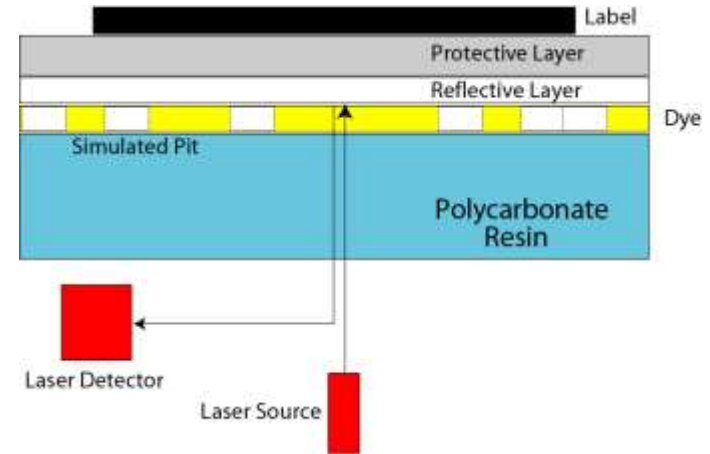 Label
Protective Layer
Reflective Layer
Dye
Simulated Pit
Polycarbonate
Resin
Laser Detector
Laser Source